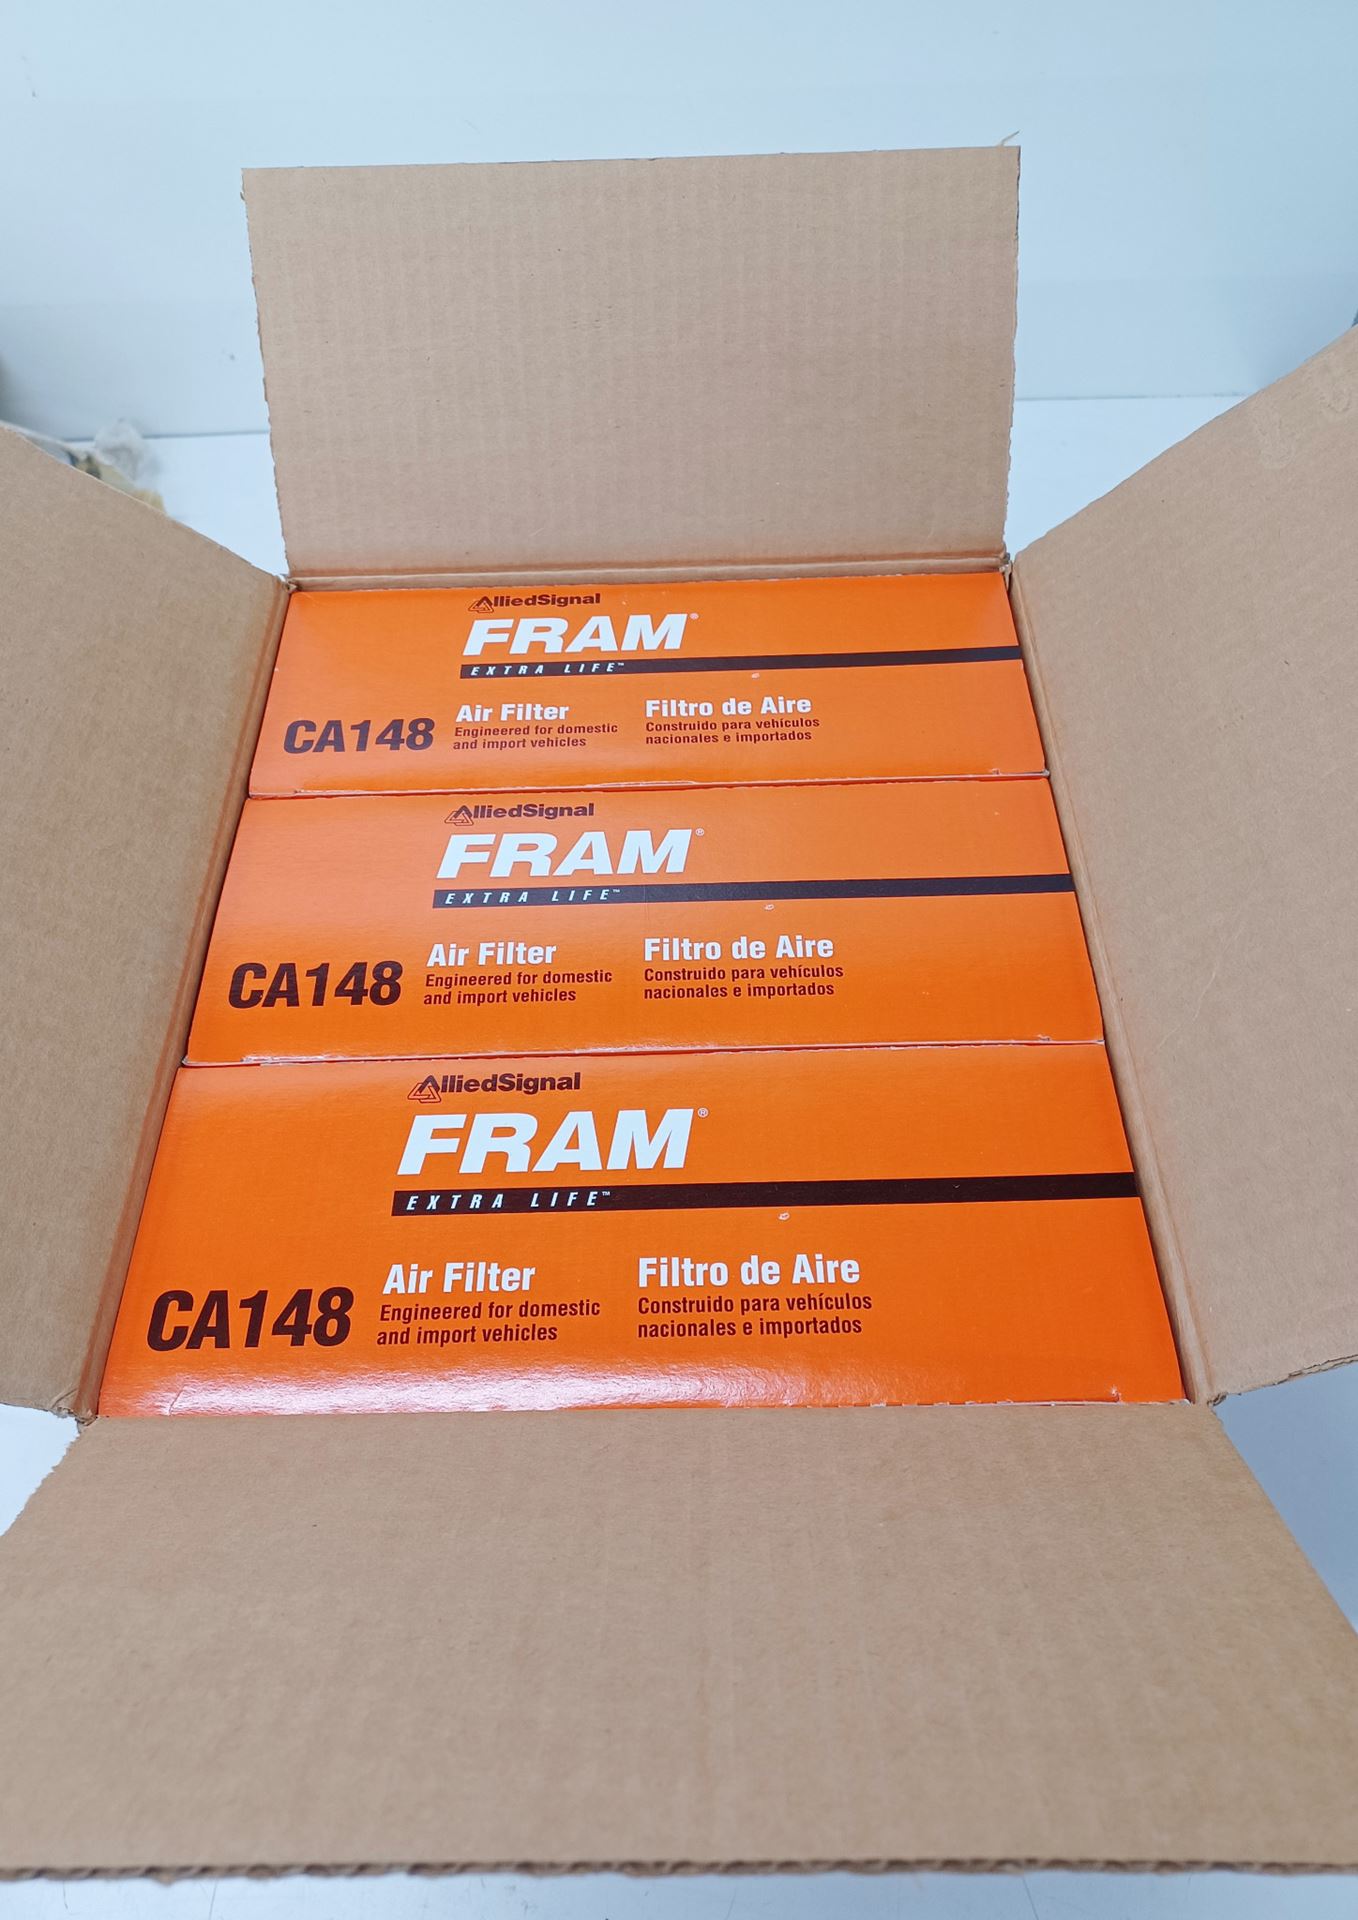 AlliedSignal
FRAM®
EXTRA LIFE™
CA148
Air Filter
Engineered for domestic
and import vehicles
Filtro de Aire
Construido para vehículos
nacionales e importados
AlliedSignal
FRAM®
EXTRA LIFE™
CA148
Air Filter
Engineered for domestic
and import vehicles
Filtro de Aire
Construido para vehículos
nacionales e importados
AlliedSignal
FRAM®
EXTRA LIFE™
CA148
Air Filter
Engineered for domestic
and import vehicles
Filtro de Aire
Construido para vehículos
nacionales e importados